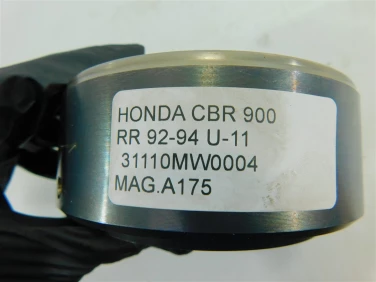 HONDA CBR 900
RR 92-94 U-11
31110MW0004
MAG.A175